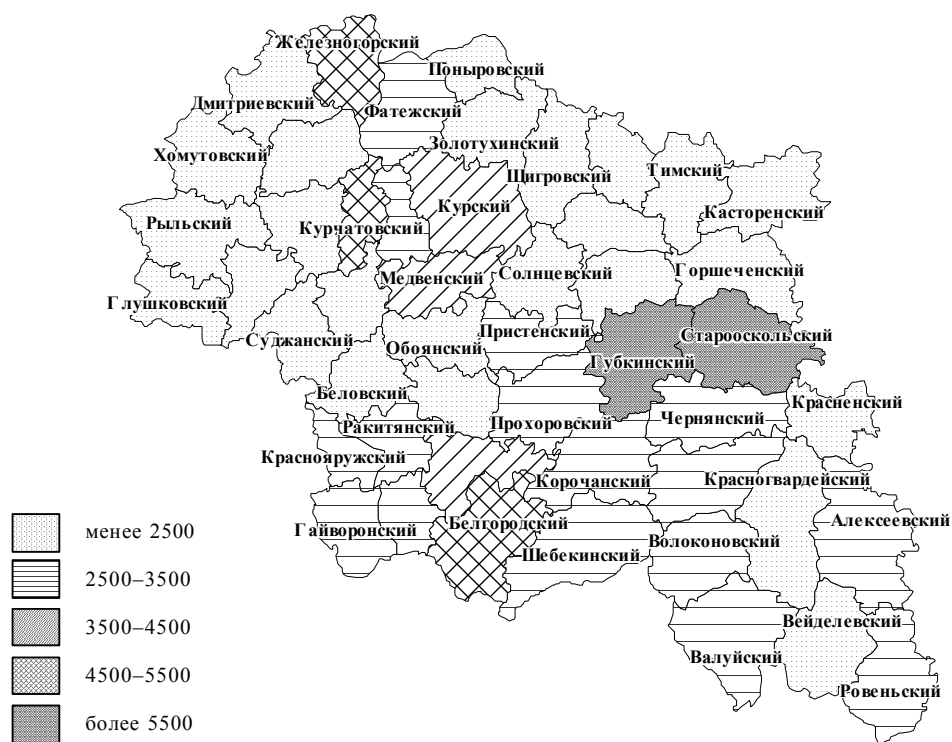 Железногорский
Поныровский
Дмитриевский
Фатежский
Золотухинский
Хомутовский
Щигровский
Тимский
Курский
Касторенский
Рыльский
Курчатовский
Медвенский
Солнцевский
Горшеченский
Глушковский
Суджанский
Обоянский
Пристенский
Старооскольский
Губкинский
Беловский
Красненский
Ракитянский
Прохоровский
Чернянский
Краснояружский
Корочанский
Красногвардейский
Гайворонский
Белгородский
Алексеевский
Шебекинский
Волоконовский
Вейделевский
Валуйский
Ровеньский
менее 2500
2500–3500
3500–4500
4500–5500
более 5500